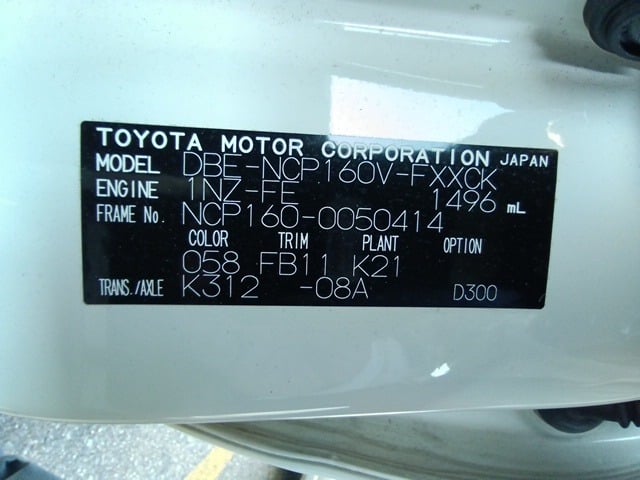 TOYOTA MOTOR CORPORATION JAPAN
MODEL DBE-NCP160V-FXXCK
ENGINE 1NZ-FE 1496 mL
FRAME No. NCP160-0050414
COLOR TRIM PLANT OPTION
058 FB11 K21
TRANS./AXLE K312 -08A D300